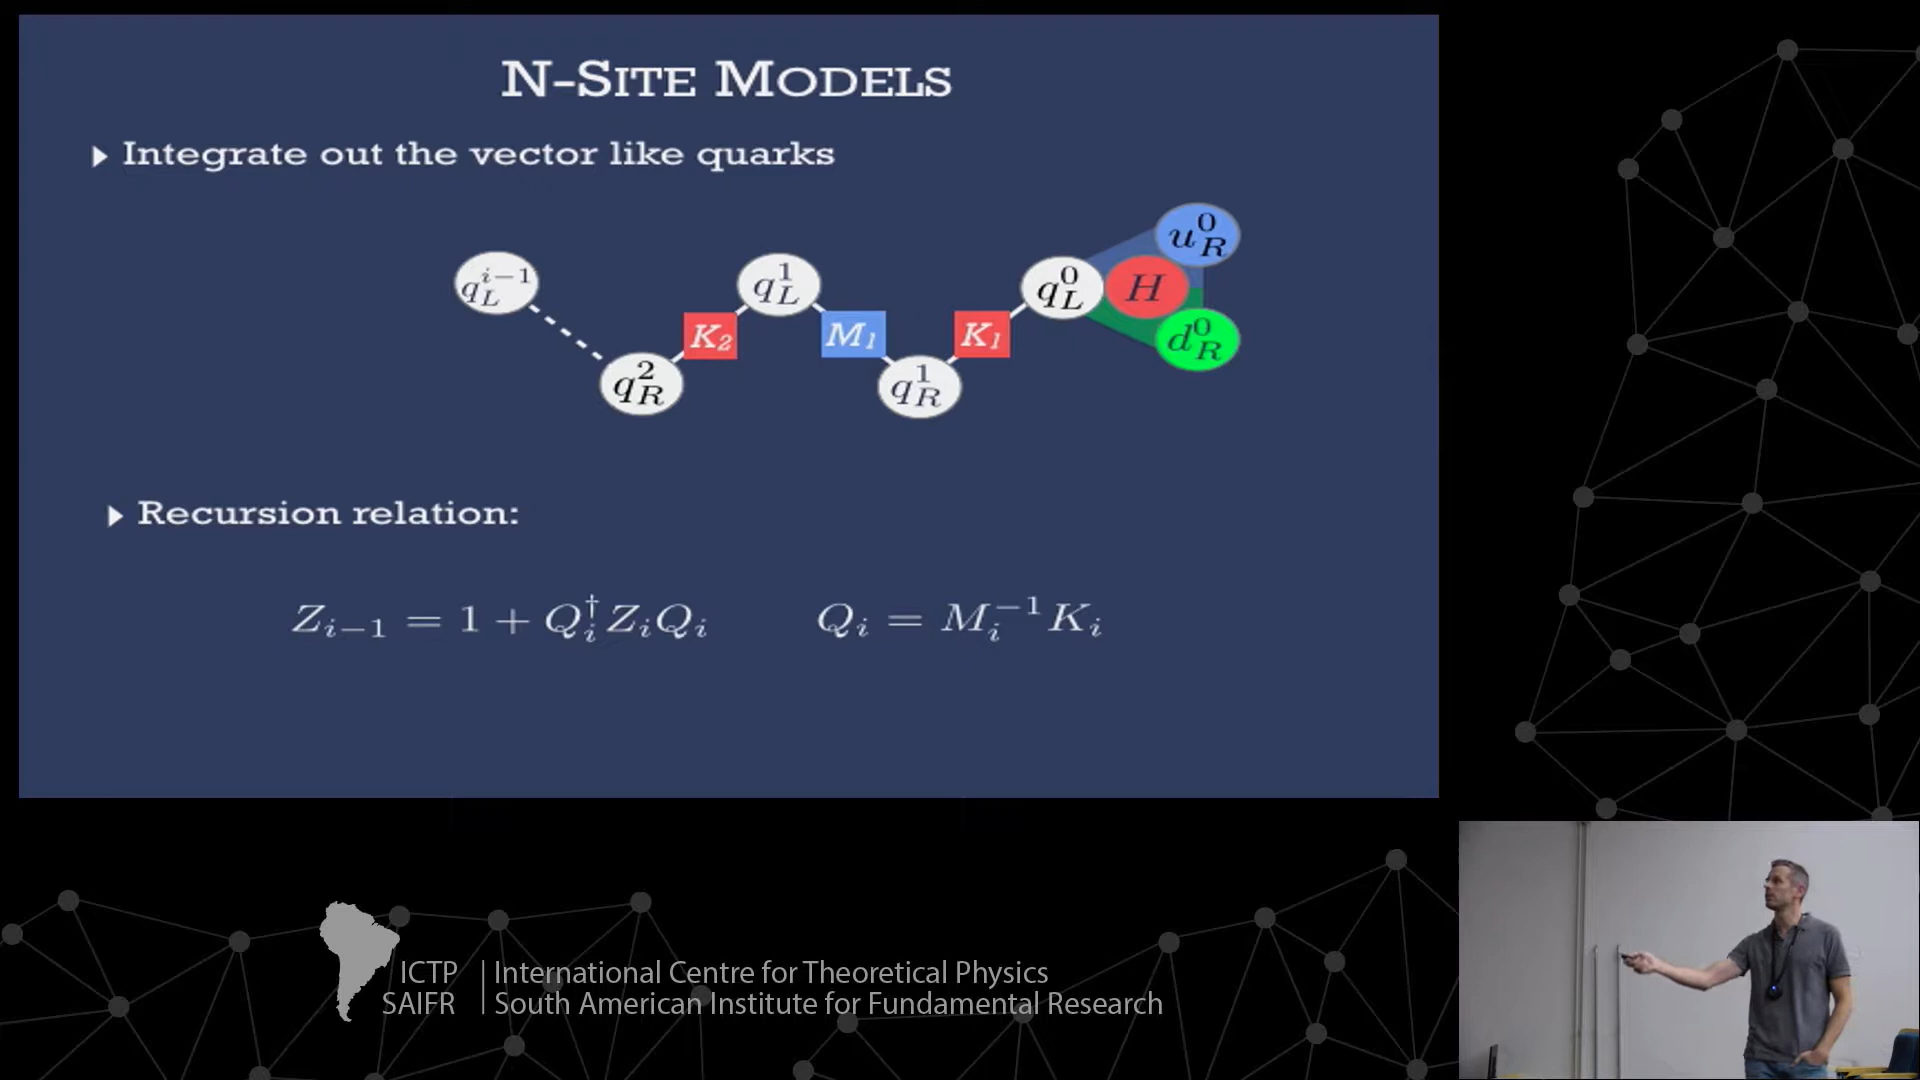 N-SITE MODELS
Integrate out the vector like quarks
q_L^{i-1} q_R^2 K_2 q_L^1 M_1 q_R^1 K_1 q_L^0 H u_R^0 d_R^0
Recursion relation:
Z_{i-1} = 1 + Q_i^† Z_i Q_i Q_i = M_i^{-1} K_i
ICTP International Centre for Theoretical Physics
SAIFR South American Institute for Fundamental Research